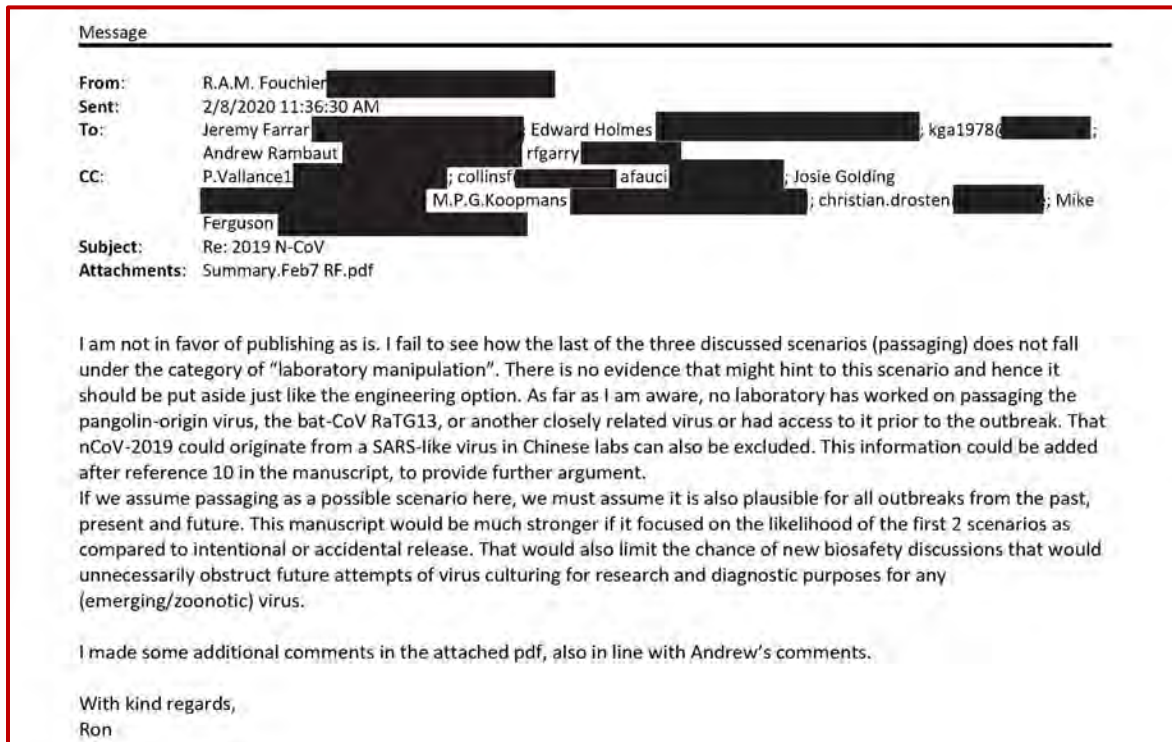 Message
From: R.A.M. Fouchier
Sent: 2/8/2020 11:36:30 AM
To: Jeremy Farrar ; Edward Holmes ; kga1978@ ;
Andrew Rambaut rfgarry
CC: P.Vallance1 ; collinsf afauci ; Josie Golding
M.P.G.Koopmans ; christian.drosten ; Mike
Ferguson
Subject: Re: 2019 N-CoV
Attachments: Summary.Feb7 RF.pdf
I am not in favor of publishing as is. I fail to see how the last of the three discussed scenarios (passaging) does not fall
under the category of “laboratory manipulation”. There is no evidence that might hint to this scenario and hence it
should be put aside just like the engineering option. As far as I am aware, no laboratory has worked on passaging the
pangolin-origin virus, the bat-CoV RaTG13, or another closely related virus or had access to it prior to the outbreak. That
nCoV-2019 could originate from a SARS-like virus in Chinese labs can also be excluded. This information could be added
after reference 10 in the manuscript, to provide further argument.
If we assume passaging as a possible scenario here, we must assume it is also plausible for all outbreaks from the past,
present and future. This manuscript would be much stronger if it focused on the likelihood of the first 2 scenarios as
compared to intentional or accidental release. That would also limit the chance of new biosafety discussions that would
unnecessarily obstruct future attempts of virus culturing for research and diagnostic purposes for any
(emerging/zoonotic) virus.
I made some additional comments in the attached pdf, also in line with Andrew’s comments.
With kind regards,
Ron